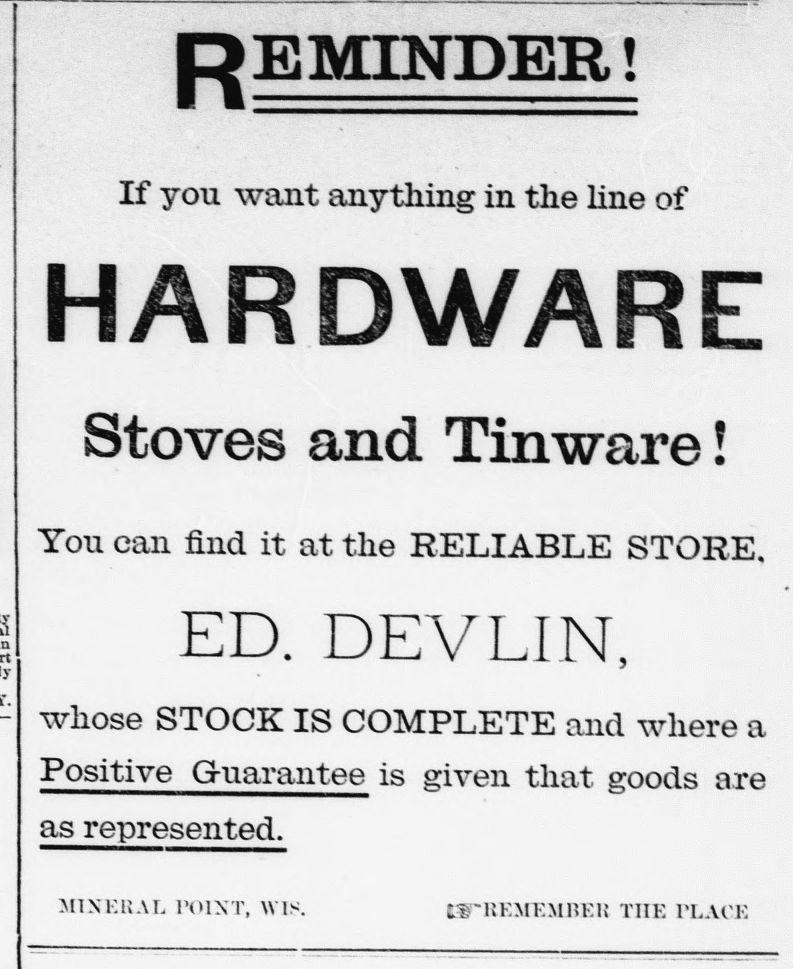 REMINDER!
If you want anything in the line of
HARDWARE
Stoves and Tinware!
You can find it at the RELIABLE STORE.
ED. DEVLIN,
whose STOCK IS COMPLETE and where a
Positive Guarantee is given that goods are
as represented.
MINERAL POINT, WIS.
☞REMEMBER THE PLACE